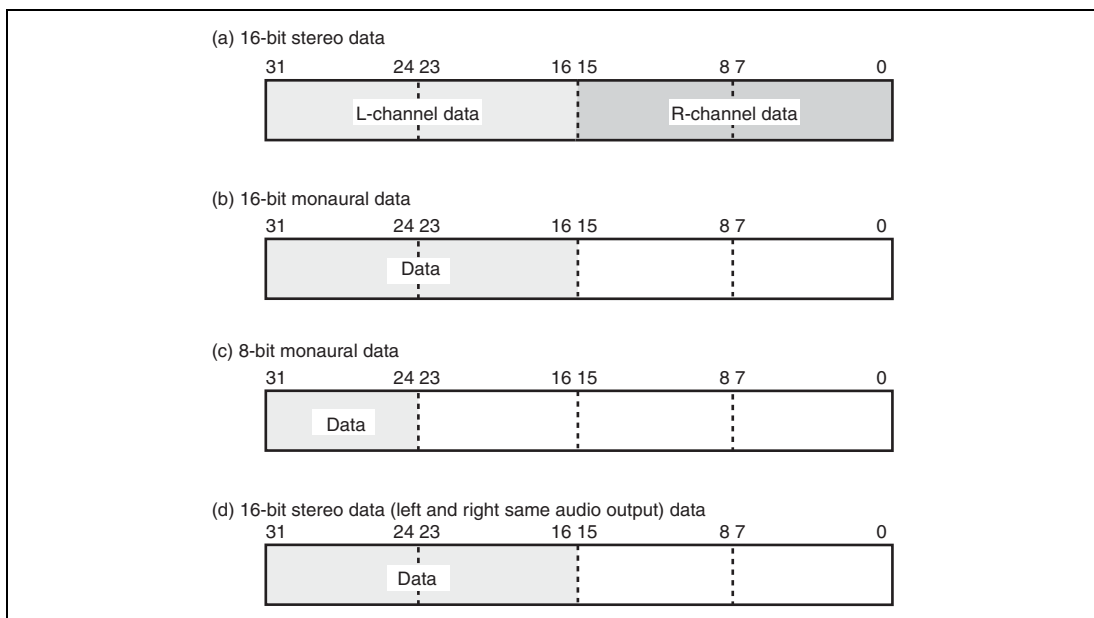 (a) 16-bit stereo data
31 24 23 16 15 8 7 0
L-channel data R-channel data
(b) 16-bit monaural data
31 24 23 16 15 8 7 0
Data
(c) 8-bit monaural data
31 24 23 16 15 8 7 0
Data
(d) 16-bit stereo data (left and right same audio output) data
31 24 23 16 15 8 7 0
Data